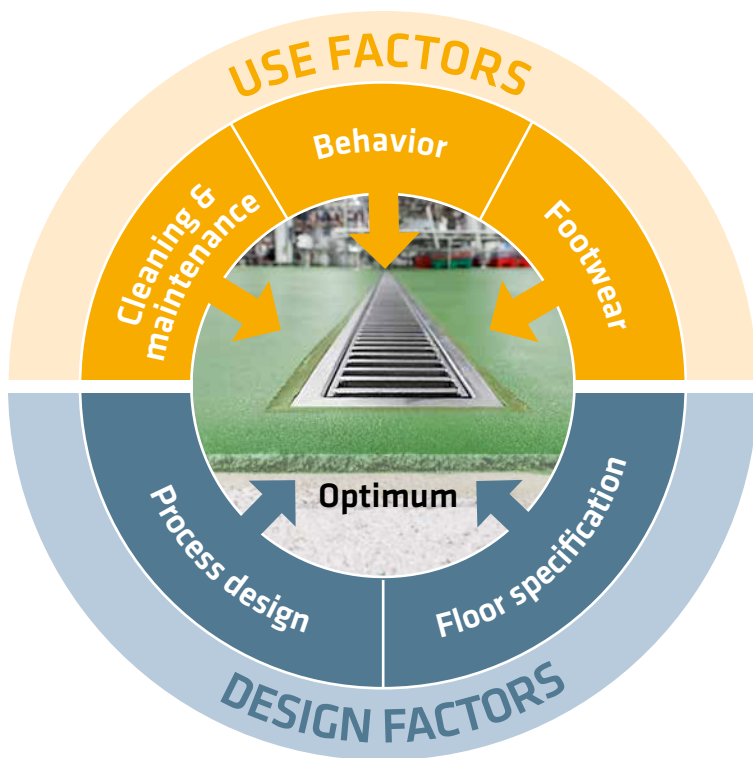 USE FACTORS
Behavior
Cleaning &
maintenance
Footwear
Optimum
Process design
Floor specification
DESIGN FACTORS